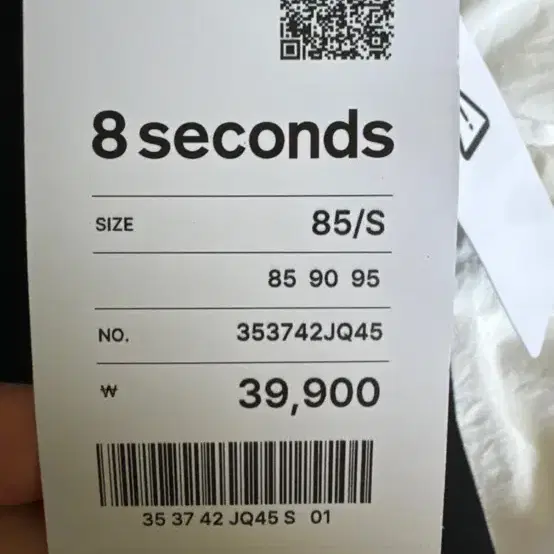 8 seconds
SIZE 85/S
85 90 95
NO. 353742JQ45
₩ 39,900
35 37 42 JQ45 S 01